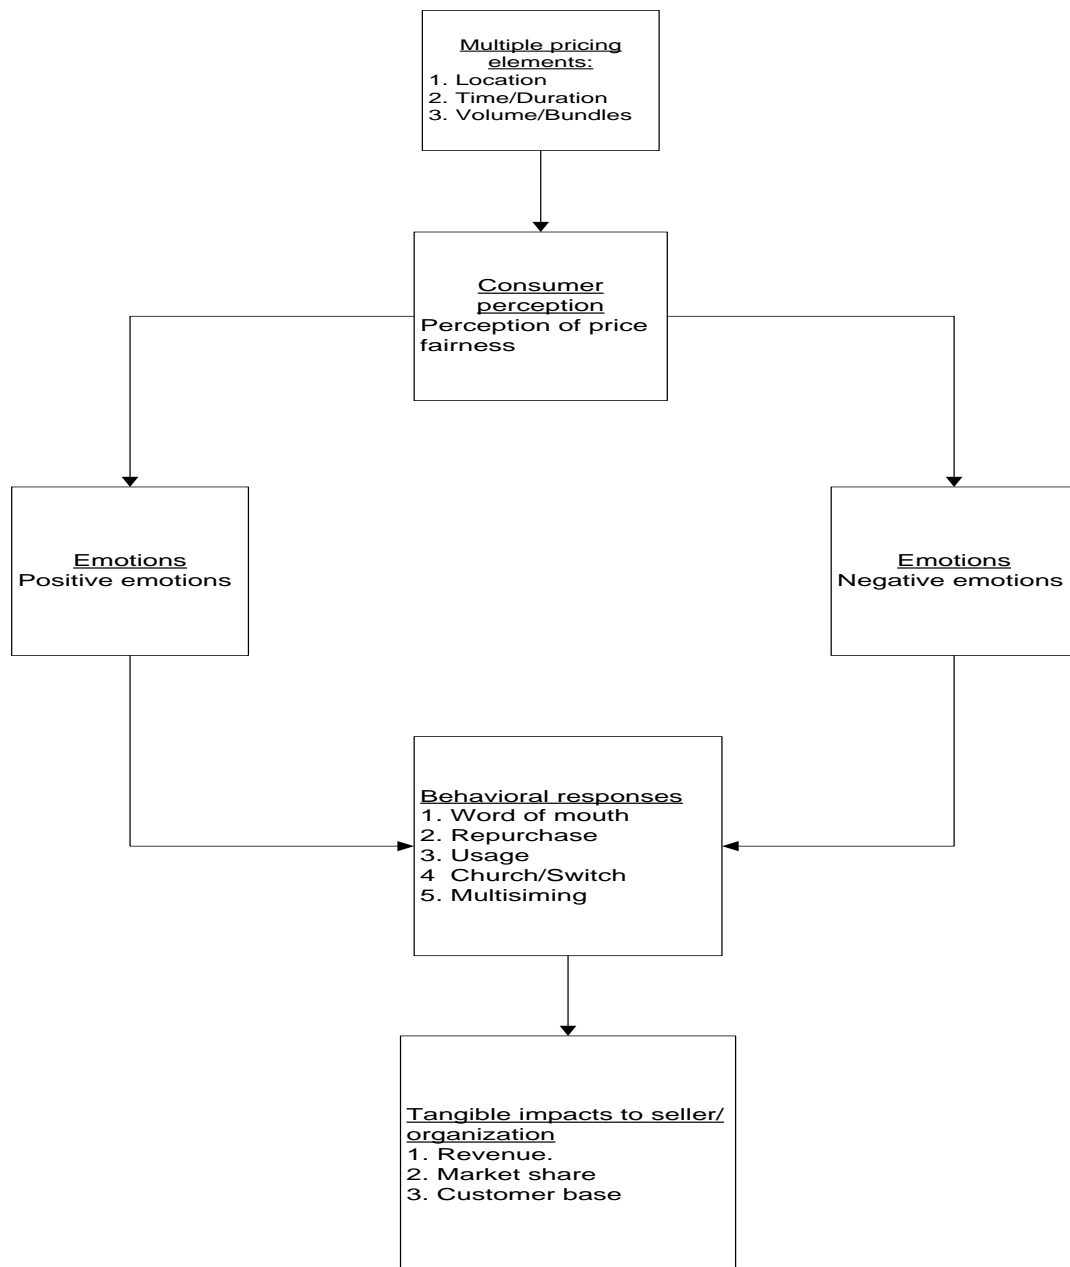 Multiple pricing
elements:
1. Location
2. Time/Duration
3. Volume/Bundles
Consumer
perception
Perception of price
fairness
Emotions
Positive emotions
Emotions
Negative emotions
Behavioral responses
1. Word of mouth
2. Repurchase
3. Usage
4 Church/Switch
5. Multisiming
Tangible impacts to seller/
organization
1. Revenue.
2. Market share
3. Customer base